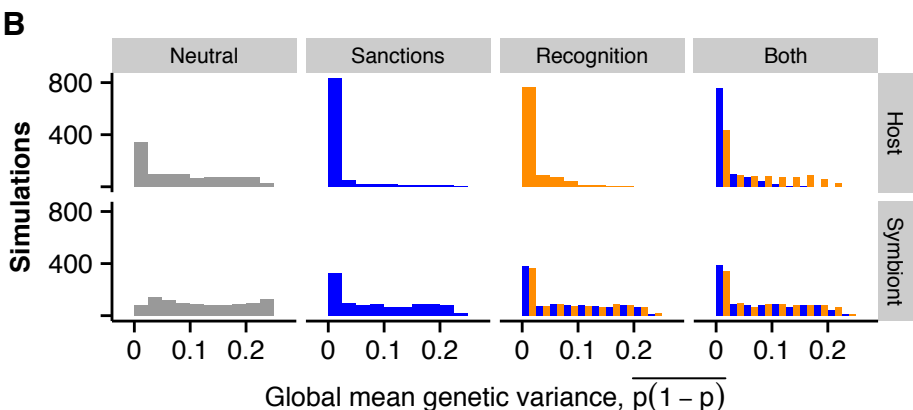 B
Neutral Sanctions Recognition Both
800
400
Host
800
400
Symbiont
Simulations
0 0.1 0.2 0 0.1 0.2 0 0.1 0.2 0 0.1 0.2
Global mean genetic variance, p(1 − p)